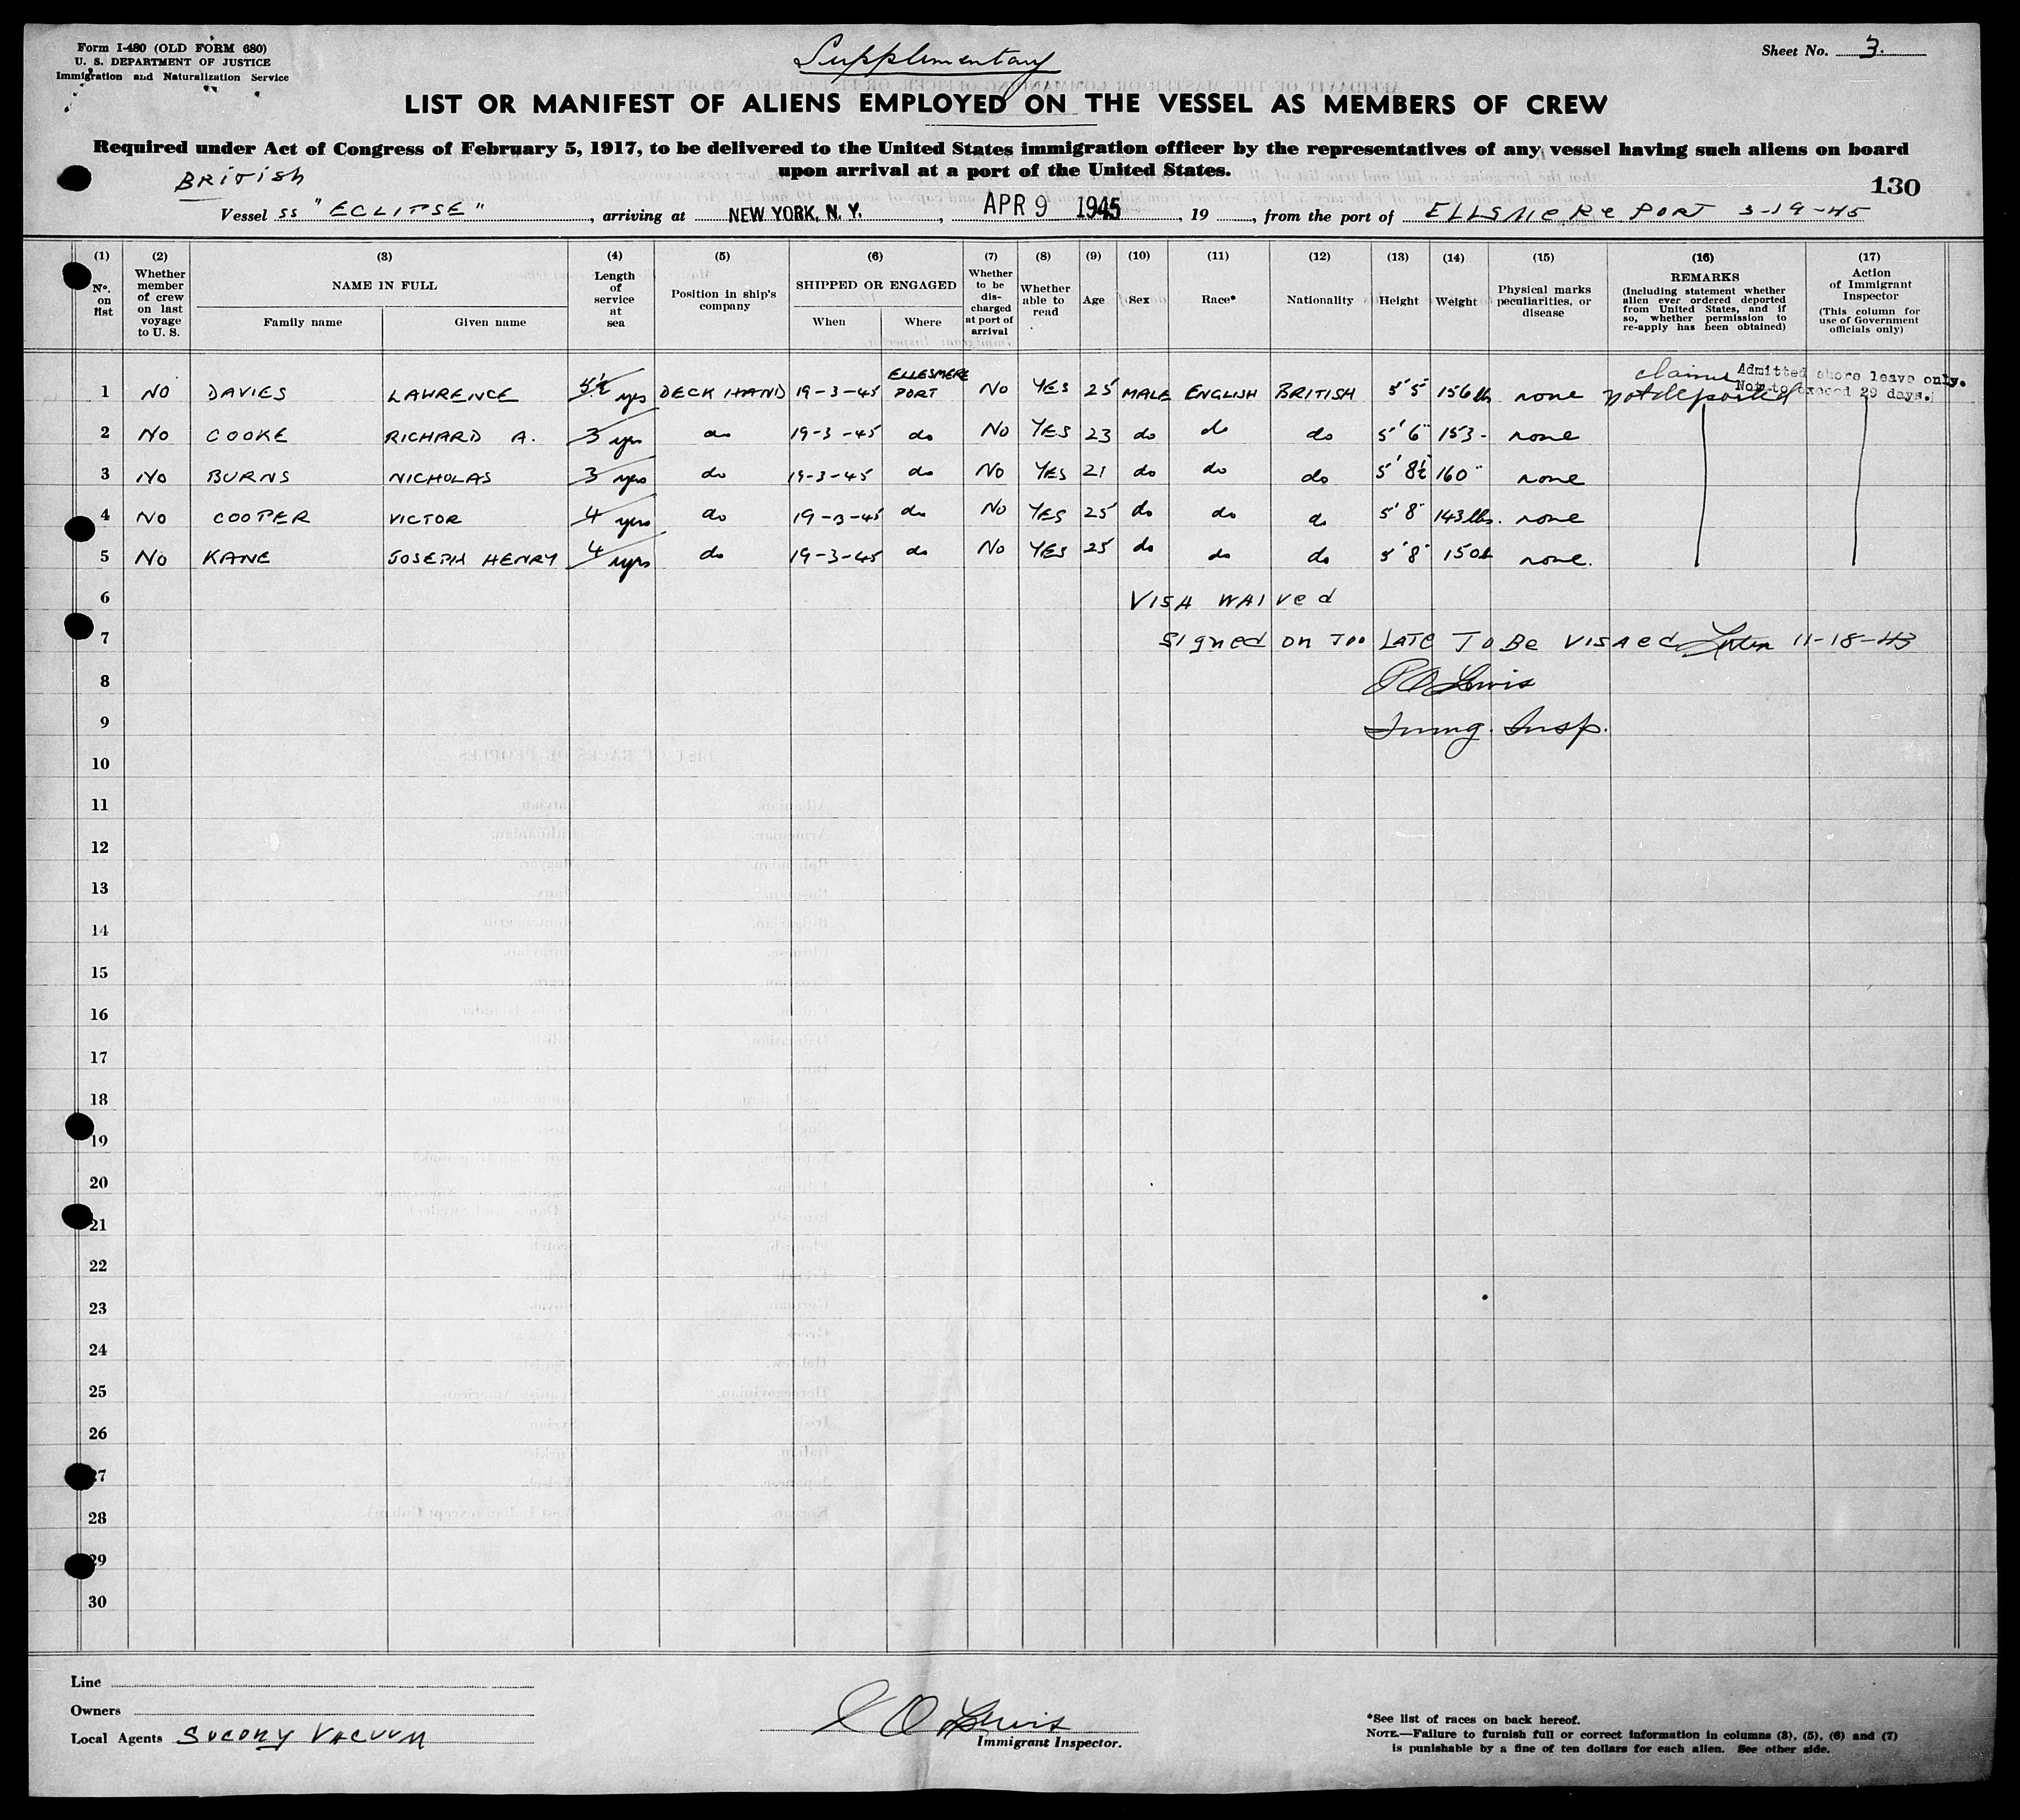 Form I-480 (OLD FORM 680)
U. S. DEPARTMENT OF JUSTICE
Immigration and Naturalization Service
Supplimentary
Sheet No. 3.
LIST OR MANIFEST OF ALIENS EMPLOYED ON THE VESSEL AS MEMBERS OF CREW
Required under Act of Congress of February 5, 1917, to be delivered to the United States immigration officer by the representatives of any vessel having such aliens on board
upon arrival at a port of the United States.
BRITISH
130
Vessel SS "ECLIPSE", arriving at NEW YORK, N. Y., APR 9 1945, 19, from the port of ELLSMERE PORT 3-19-45
(1) (2) (3) (4) (5) (6) (7) (8) (9) (10) (11) (12) (13) (14) (15) (16) (17)
No. on list
Whether member of crew on last voyage to U. S.
NAME IN FULL
Family name
Given name
Length of service at sea
Position in ship's company
SHIPPED OR ENGAGED
When
Where
Whether to be discharged at port of arrival
Whether able to read
Age
Sex
Race*
Nationality
Height
Weight
Physical marks peculiarities, or disease
REMARKS
(Including statement whether alien ever ordered deported from United States, and if so, whether permission to re-apply has been obtained)
Action of Immigrant Inspector
(This column for use of Government officials only)
1 NO DAVIES LAWRENCE 5½ yrs DECK HAND 19-3-45 ELLESMERE PORT NO YES 25 MALE ENGLISH BRITISH 5'5" 156 lb none claims not deported Admitted shore leave only. Not to exceed 29 days.
2 NO COOKE RICHARD A. 3 yrs do 19-3-45 do NO YES 23 do do do 5'6" 153 - none
3 NO BURNS NICHOLAS 3 yrs do 19-3-45 do NO YES 21 do do do 5'8½ 160 " none
4 NO COOPER VICTOR 4 yrs do 19-3-45 do NO YES 25 do do do 5'8" 143 lbs. none
5 NO KANE JOSEPH HENRY 4 yrs do 19-3-45 do NO YES 25 do do do 5'8" 150 lb none.
6 VISA WAIVED
7 SIGNED ON TOO LATE TO BE VISAED 11-18-43
8 Lewis
9 Immg. Insp.
10
11
12
13
14
15
16
17
18
19
20
21
22
23
24
25
26
27
28
29
30
Line
Owners
Local Agents SOCONY VACUUM
Lewis
Immigrant Inspector.
*See list of races on back hereof.
NOTE.—Failure to furnish full or correct information in columns (3), (5), (6) and (7)
is punishable by a fine of ten dollars for each alien. See other side.